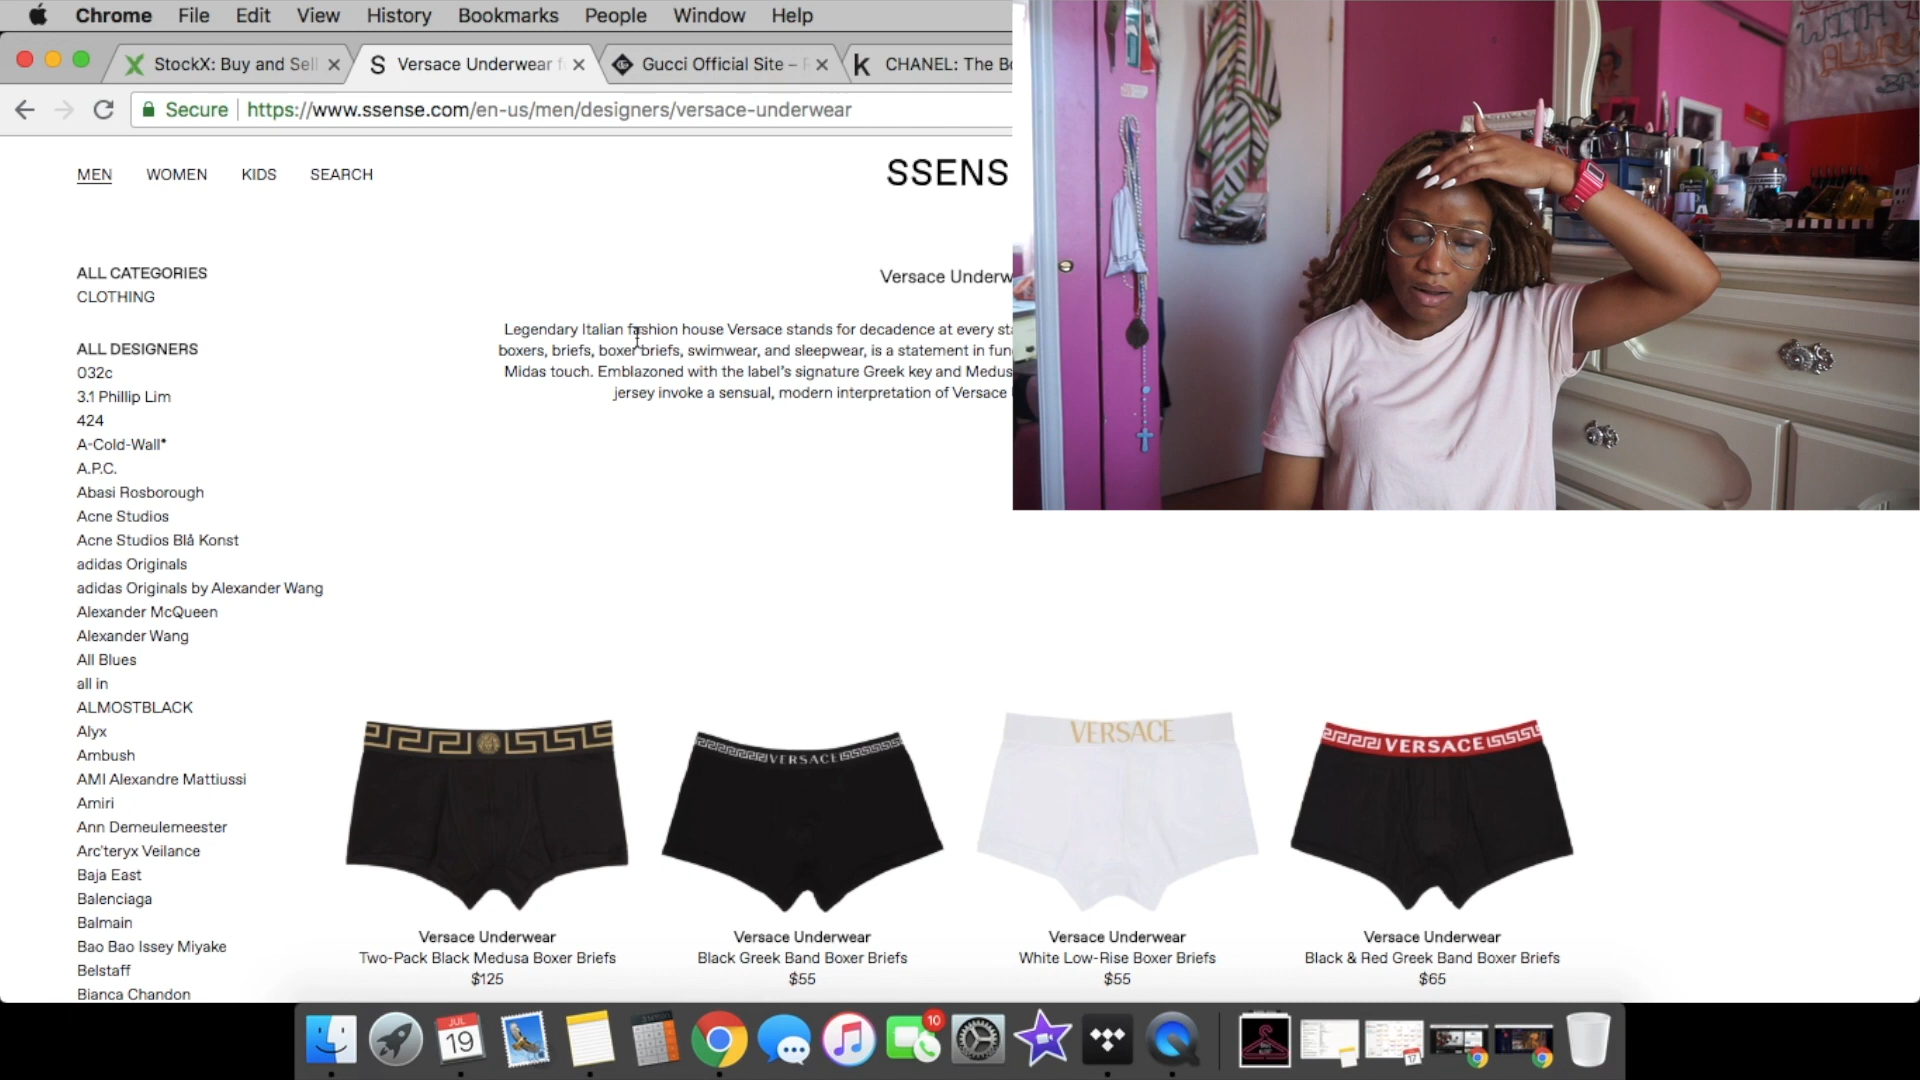 Chrome File Edit View History Bookmarks People Window Help
StockX: Buy and Sell
Versace Underwear f
Gucci Official Site –
CHANEL: The Bo
Secure https://www.ssense.com/en-us/men/designers/versace-underwear
MEN WOMEN KIDS SEARCH
SSENS
ALL CATEGORIES
CLOTHING
ALL DESIGNERS
032c
3.1 Phillip Lim
424
A-Cold-Wall*
A.P.C.
Abasi Rosborough
Acne Studios
Acne Studios Blå Konst
adidas Originals
adidas Originals by Alexander Wang
Alexander McQueen
Alexander Wang
All Blues
all in
ALMOSTBLACK
Alyx
Ambush
AMI Alexandre Mattiussi
Amiri
Ann Demeulemeester
Arc'teryx Veilance
Baja East
Balenciaga
Balmain
Bao Bao Issey Miyake
Belstaff
Bianca Chandon
Versace Underw
Legendary Italian fashion house Versace stands for decadence at every sta
boxers, briefs, boxer briefs, swimwear, and sleepwear, is a statement in fun
Midas touch. Emblazoned with the label's signature Greek key and Medus
jersey invoke a sensual, modern interpretation of Versace
WITH
VERSACE
VERSACE
VERSACE
Versace Underwear
Two-Pack Black Medusa Boxer Briefs
$125
Versace Underwear
Black Greek Band Boxer Briefs
$55
Versace Underwear
White Low-Rise Boxer Briefs
$55
Versace Underwear
Black & Red Greek Band Boxer Briefs
$65
JUL
19
10
17